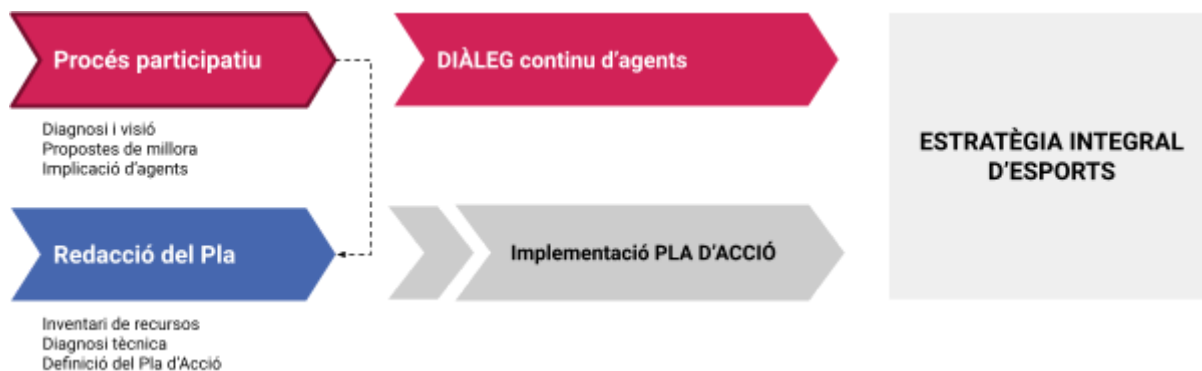 Procés participatiu
DIÀLEG continu d'agents
Diagnosi i visió
Propostes de millora
Implicació d'agents
ESTRATÈGIA INTEGRAL
D'ESPORTS
Redacció del Pla
Implementació PLA D'ACCIÓ
Inventari de recursos
Diagnosi tècnica
Definició del Pla d'Acció